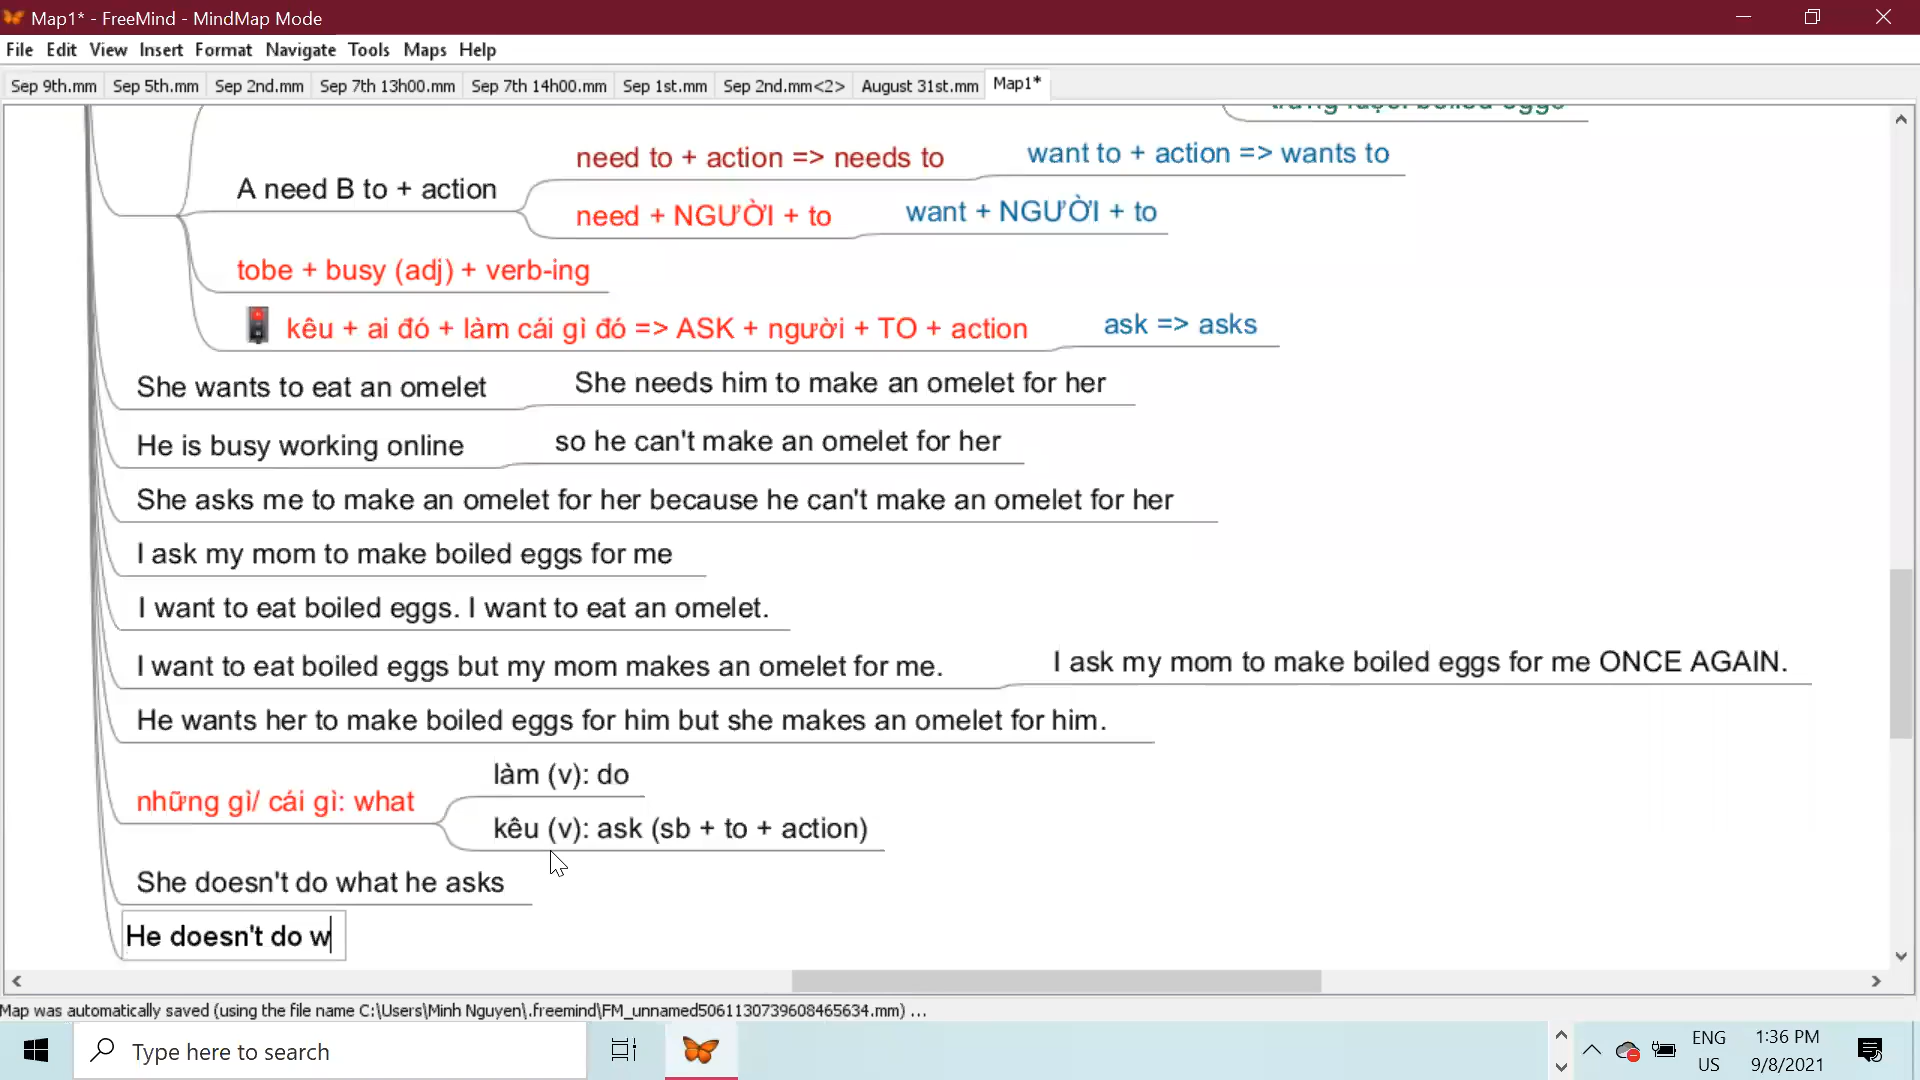 Map1* - FreeMind - MindMap Mode
File Edit View Insert Format Navigate Tools Maps Help
Sep 9th.mm Sep 5th.mm Sep 2nd.mm Sep 7th 13h00.mm Sep 7th 14h00.mm Sep 1st.mm Sep 2nd.mm<2> August 31st.mm Map1*
boiled eggs
need to + action => needs to want to + action => wants to
A need B to + action
need + NGƯỜI + to want + NGƯỜI + to
tobe + busy (adj) + verb-ing
kêu + ai đó + làm cái gì đó => ASK + người + TO + action ask => asks
She wants to eat an omelet She needs him to make an omelet for her
He is busy working online so he can't make an omelet for her
She asks me to make an omelet for her because he can't make an omelet for her
I ask my mom to make boiled eggs for me
I want to eat boiled eggs. I want to eat an omelet.
I want to eat boiled eggs but my mom makes an omelet for me. I ask my mom to make boiled eggs for me ONCE AGAIN.
He wants her to make boiled eggs for him but she makes an omelet for him.
làm (v): do
những gì/ cái gì: what
kêu (v): ask (sb + to + action)
She doesn't do what he asks
He doesn't do w
Map was automatically saved (using the file name C:\Users\Minh Nguyen\.freemind\FM_unnamed5061130739608465634.mm) ...
Type here to search
ENG 1:36 PM
US 9/8/2021